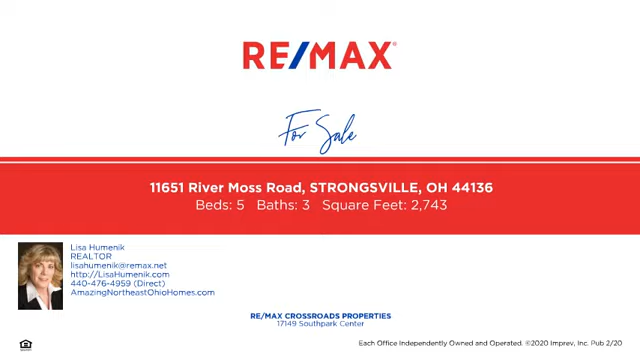 RE/MAX®
For Sale
11651 River Moss Road, STRONGSVILLE, OH 44136
Beds: 5 Baths: 3 Square Feet: 2,743
Lisa Humenik
REALTOR
lisahumenik@remax.net
http://LisaHumenik.com
440-476-4959 (Direct)
AmazingNortheastOhioHomes.com
RE/MAX CROSSROADS PROPERTIES
17149 Southpark Center
Each Office Independently Owned and Operated. ©2020 Imprev, Inc. Pub 2/20